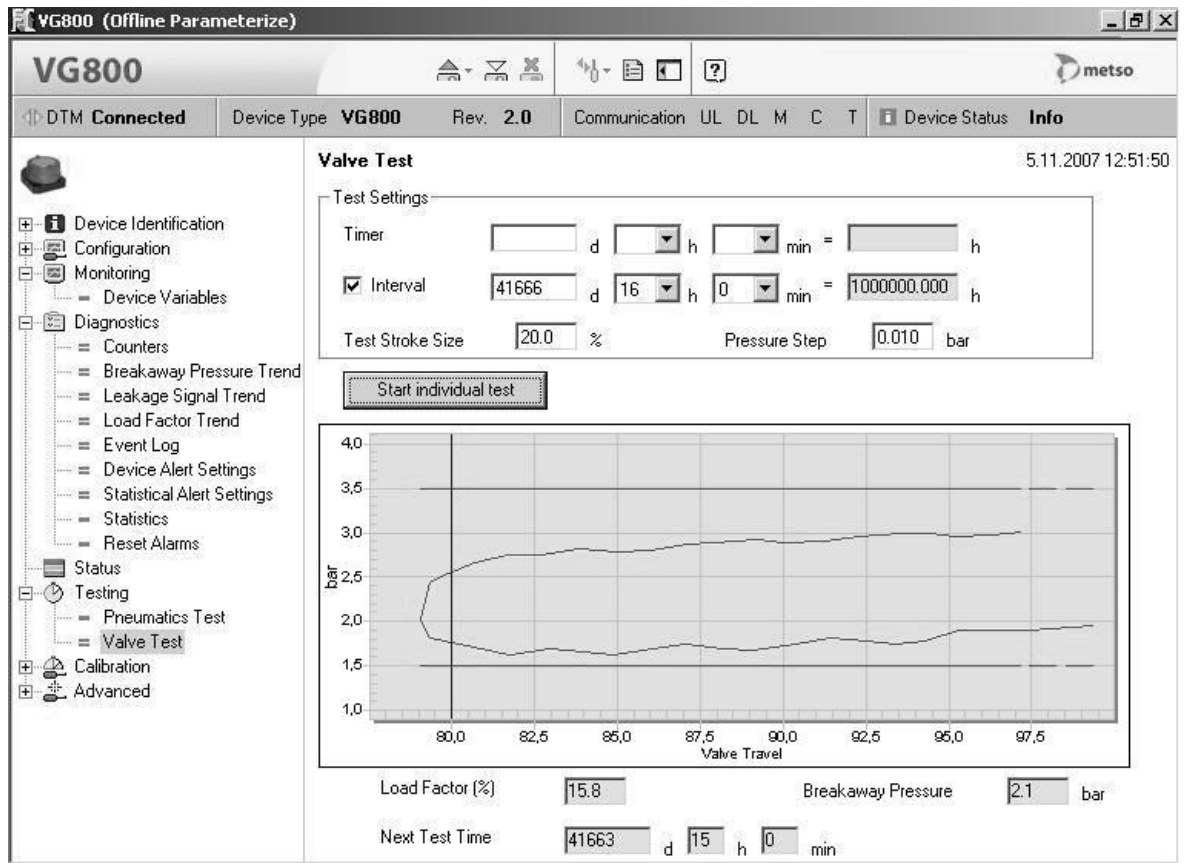 VG800 (Offline Parameterize)
VG800
metso
DTM Connected Device Type VG800 Rev. 2.0 Communication UL DL M C T Device Status Info
Device Identification
Configuration
Monitoring
Device Variables
Diagnostics
Counters
Breakaway Pressure Trend
Leakage Signal Trend
Load Factor Trend
Event Log
Device Alert Settings
Statistical Alert Settings
Statistics
Reset Alarms
Status
Testing
Pneumatics Test
Valve Test
Calibration
Advanced
Valve Test 5.11.2007 12:51:50
Test Settings
Timer d h min = h
Interval 41666 d 16 h 0 min = 1000000.000 h
Test Stroke Size 20.0 % Pressure Step 0.010 bar
Start individual test
4,0
3,5
3,0
2,5
2,0
1,5
1,0
bar
80,0 82,5 85,0 87,5 90,0 92,5 95,0 97,5
Valve Travel
Load Factor (%) 15.8 Breakaway Pressure 2.1 bar
Next Test Time 41663 d 15 h 0 min